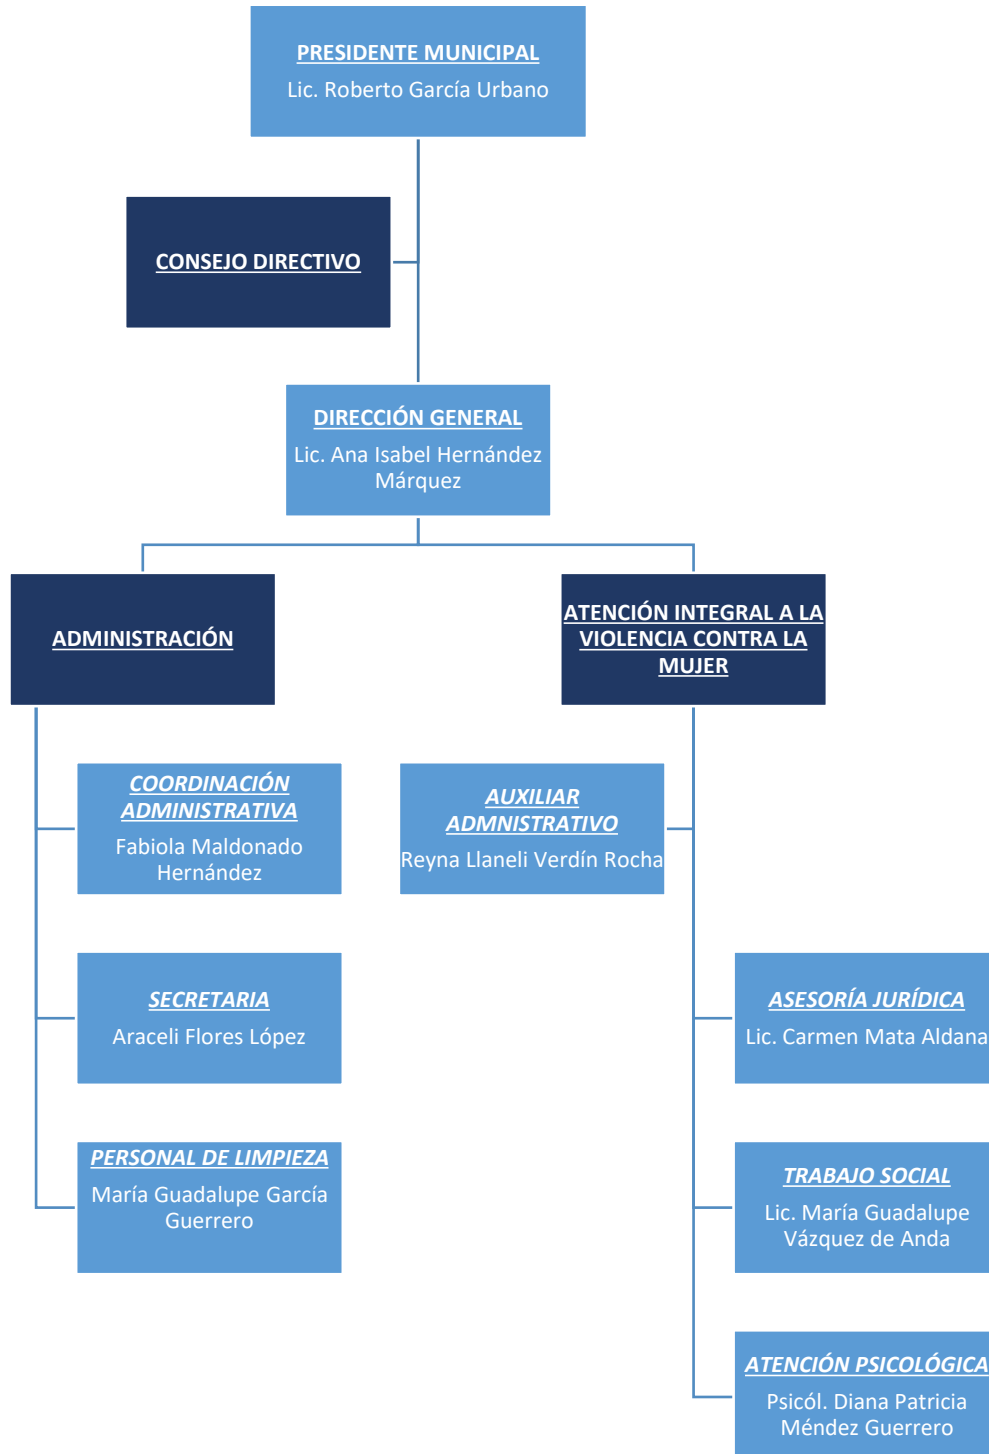 PRESIDENTE MUNICIPAL
Lic. Roberto García Urbano
CONSEJO DIRECTIVO
DIRECCIÓN GENERAL
Lic. Ana Isabel Hernández
Márquez
ADMINISTRACIÓN
ATENCIÓN INTEGRAL A LA
VIOLENCIA CONTRA LA
MUJER
COORDINACIÓN
ADMINISTRATIVA
Fabiola Maldonado
Hernández
AUXILIAR
ADMNISTRATIVO
Reyna Llaneli Verdín Rocha
SECRETARIA
Araceli Flores López
ASESORÍA JURÍDICA
Lic. Carmen Mata Aldana
PERSONAL DE LIMPIEZA
María Guadalupe García
Guerrero
TRABAJO SOCIAL
Lic. María Guadalupe
Vázquez de Anda
ATENCIÓN PSICOLÓGICA
Psicól. Diana Patricia
Méndez Guerrero